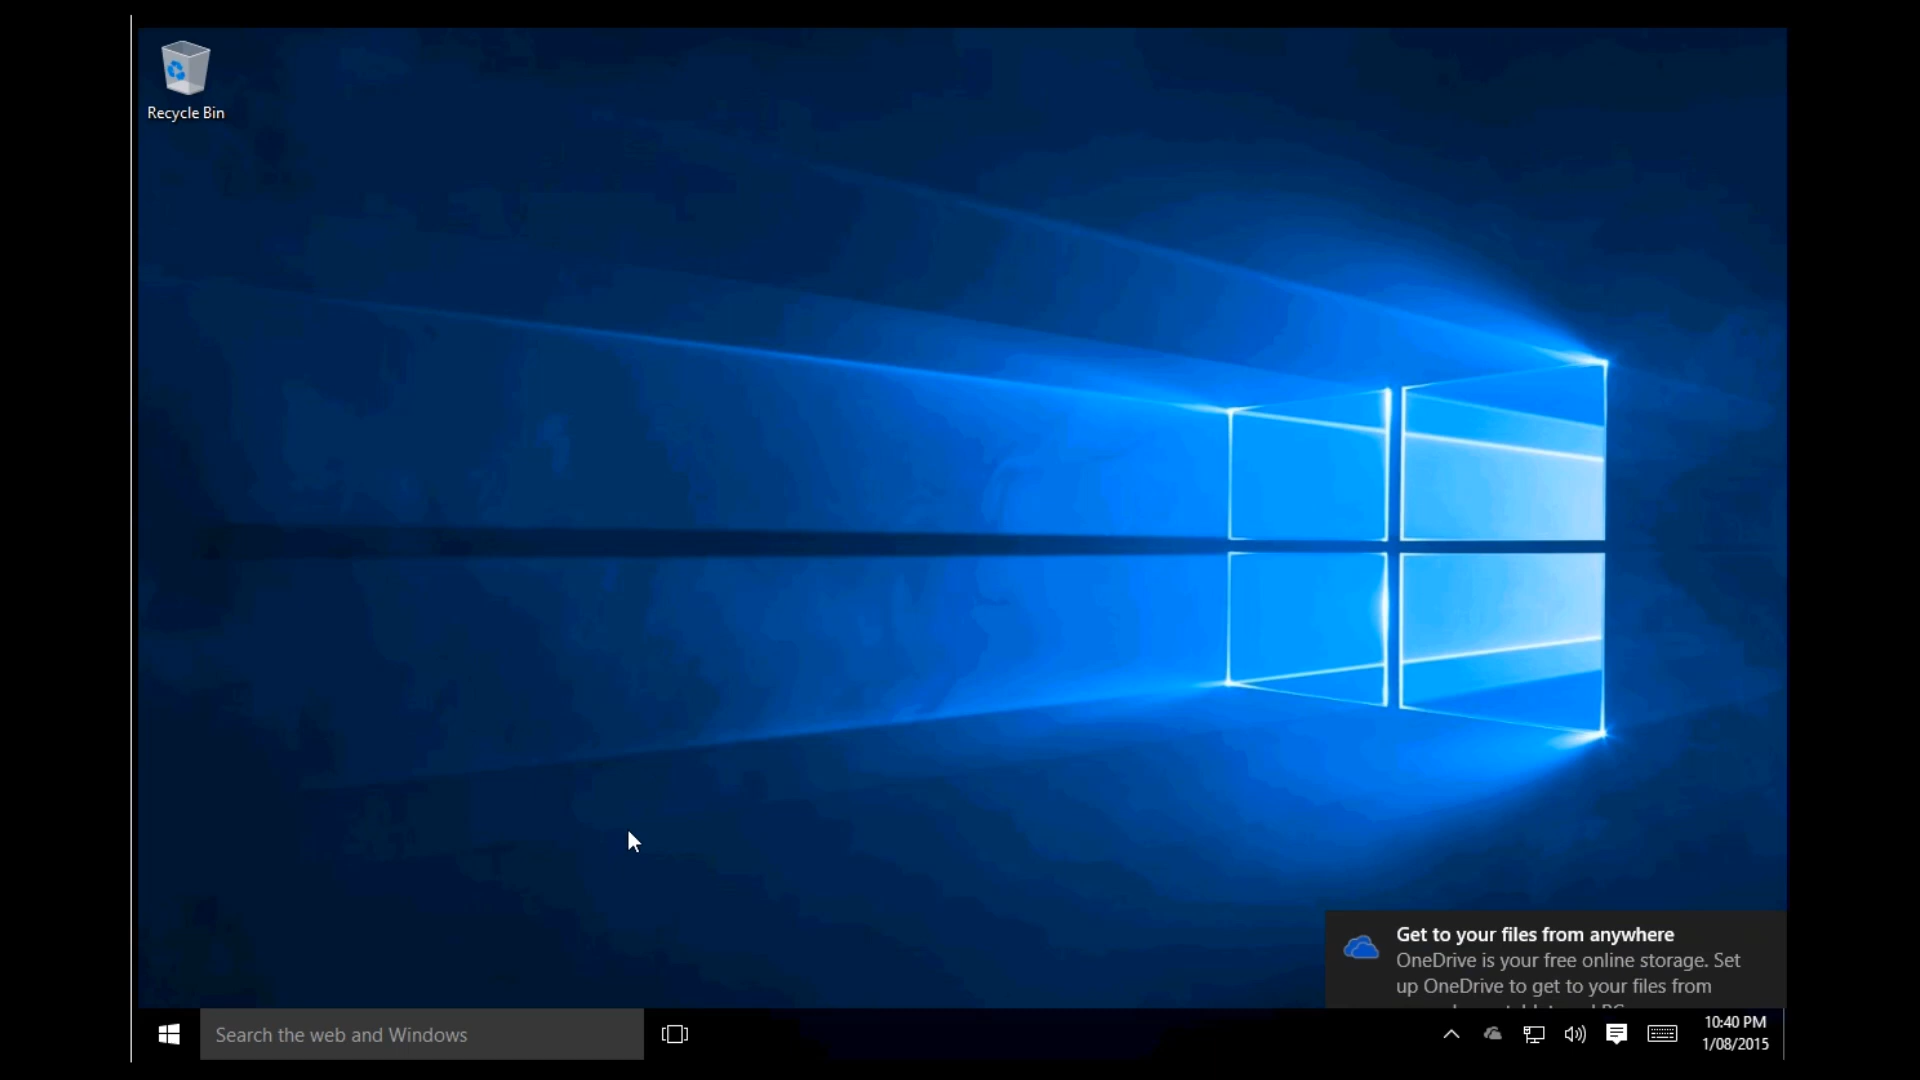 Recycle Bin
Get to your files from anywhere
OneDrive is your free online storage. Set
up OneDrive to get to your files from
Search the web and Windows
10:40 PM
1/08/2015